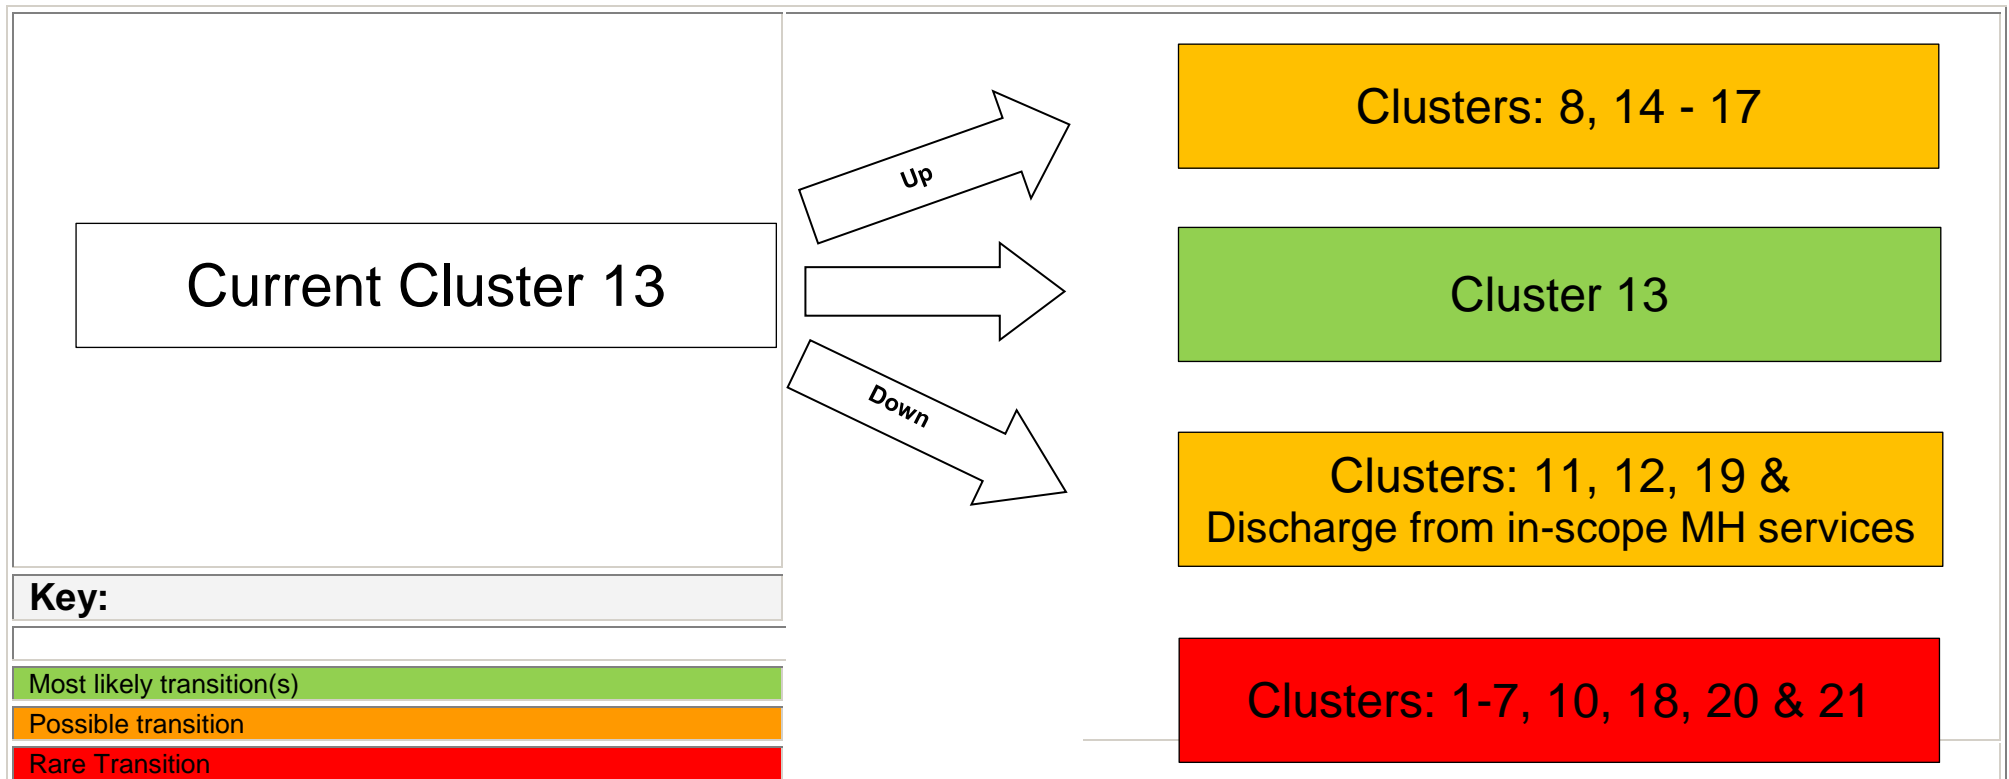 Clusters: 8, 14 - 17
Up
Current Cluster 13
Cluster 13
Down
Clusters: 11, 12, 19 &
Discharge from in-scope MH services
Key:
Most likely transition(s)
Possible transition
Rare Transition
Clusters: 1-7, 10, 18, 20 & 21